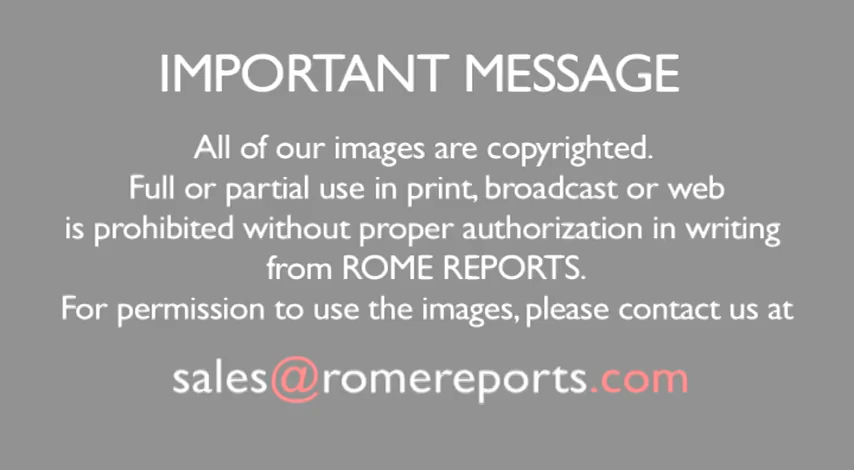 IMPORTANT MESSAGE
All of our images are copyrighted.
Full or partial use in print, broadcast or web
is prohibited without proper authorization in writing
from ROME REPORTS.
For permission to use the images, please contact us at
sales@romereports.com